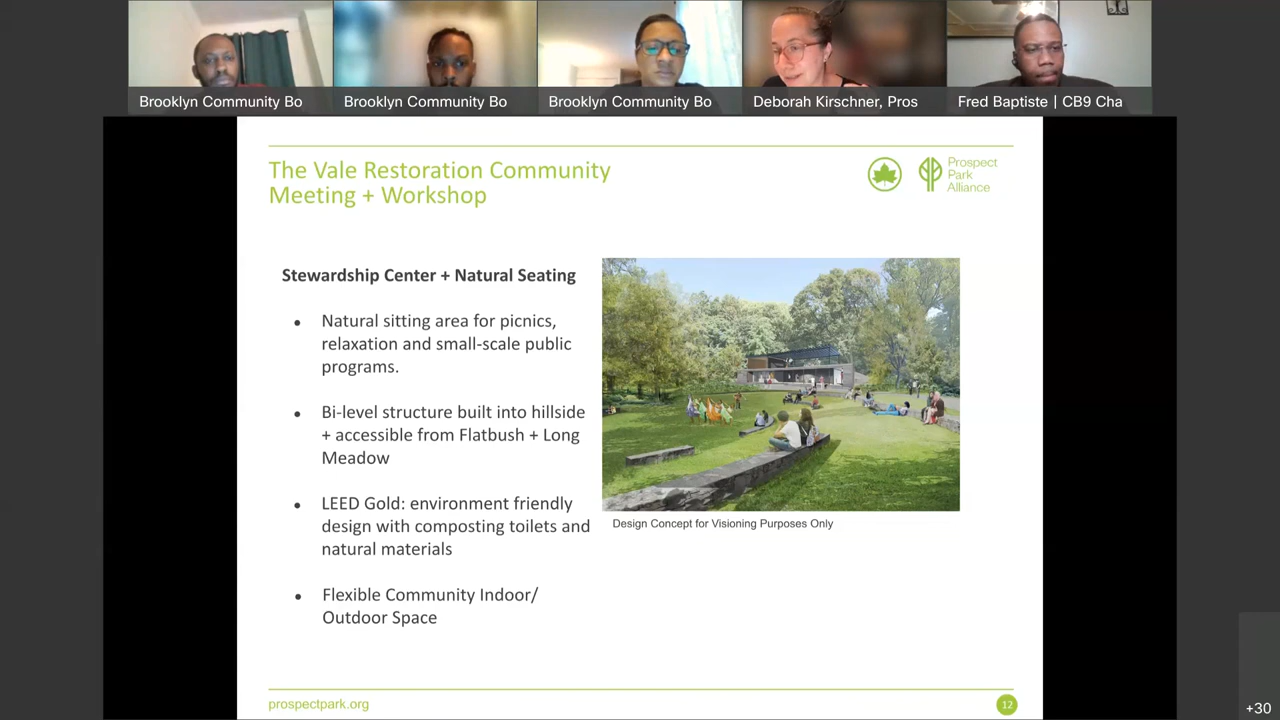 Brooklyn Community Bo
Brooklyn Community Bo
Brooklyn Community Bo
Deborah Kirschner, Pros
Fred Baptiste | CB9 Cha
The Vale Restoration Community
Meeting + Workshop
Prospect
Park
Alliance
Stewardship Center + Natural Seating
● Natural sitting area for picnics,
relaxation and small-scale public
programs.
● Bi-level structure built into hillside
+ accessible from Flatbush + Long
Meadow
● LEED Gold: environment friendly
design with composting toilets and
natural materials
● Flexible Community Indoor/
Outdoor Space
Design Concept for Visioning Purposes Only
prospectpark.org
12
+30